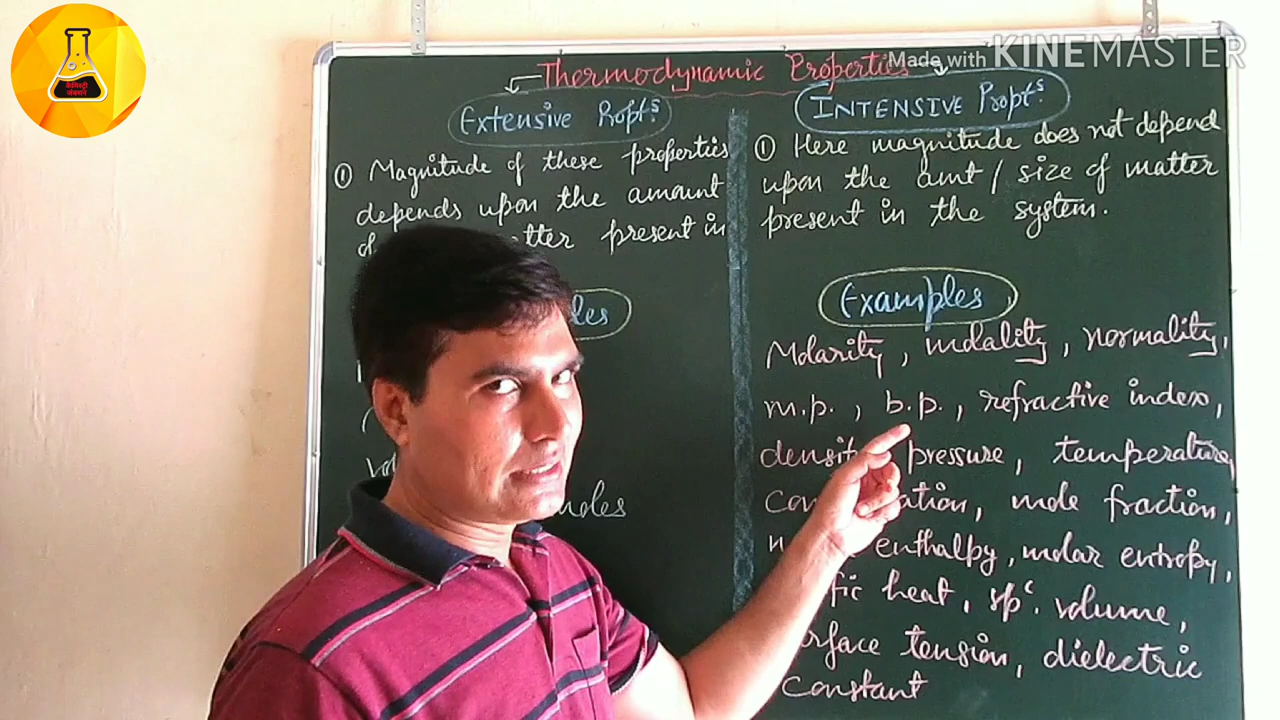 केमिस्ट्री
जंक्शन
Made with KINEMASTER
Thermodynamic Properties
Extensive Propts.
① Magnitude of these properties
depends upon the amount
present in
INTENSIVE Propts.
① Here magnitude does not depend
upon the amt / size of matter
present in the system.
Examples
Molarity, molality, normality,
m.p., b.p., refractive index,
pressure, temperature,
mole fraction,
enthalpy, molar entropy,
heat, spc. volume,
tension, dielectric
constant